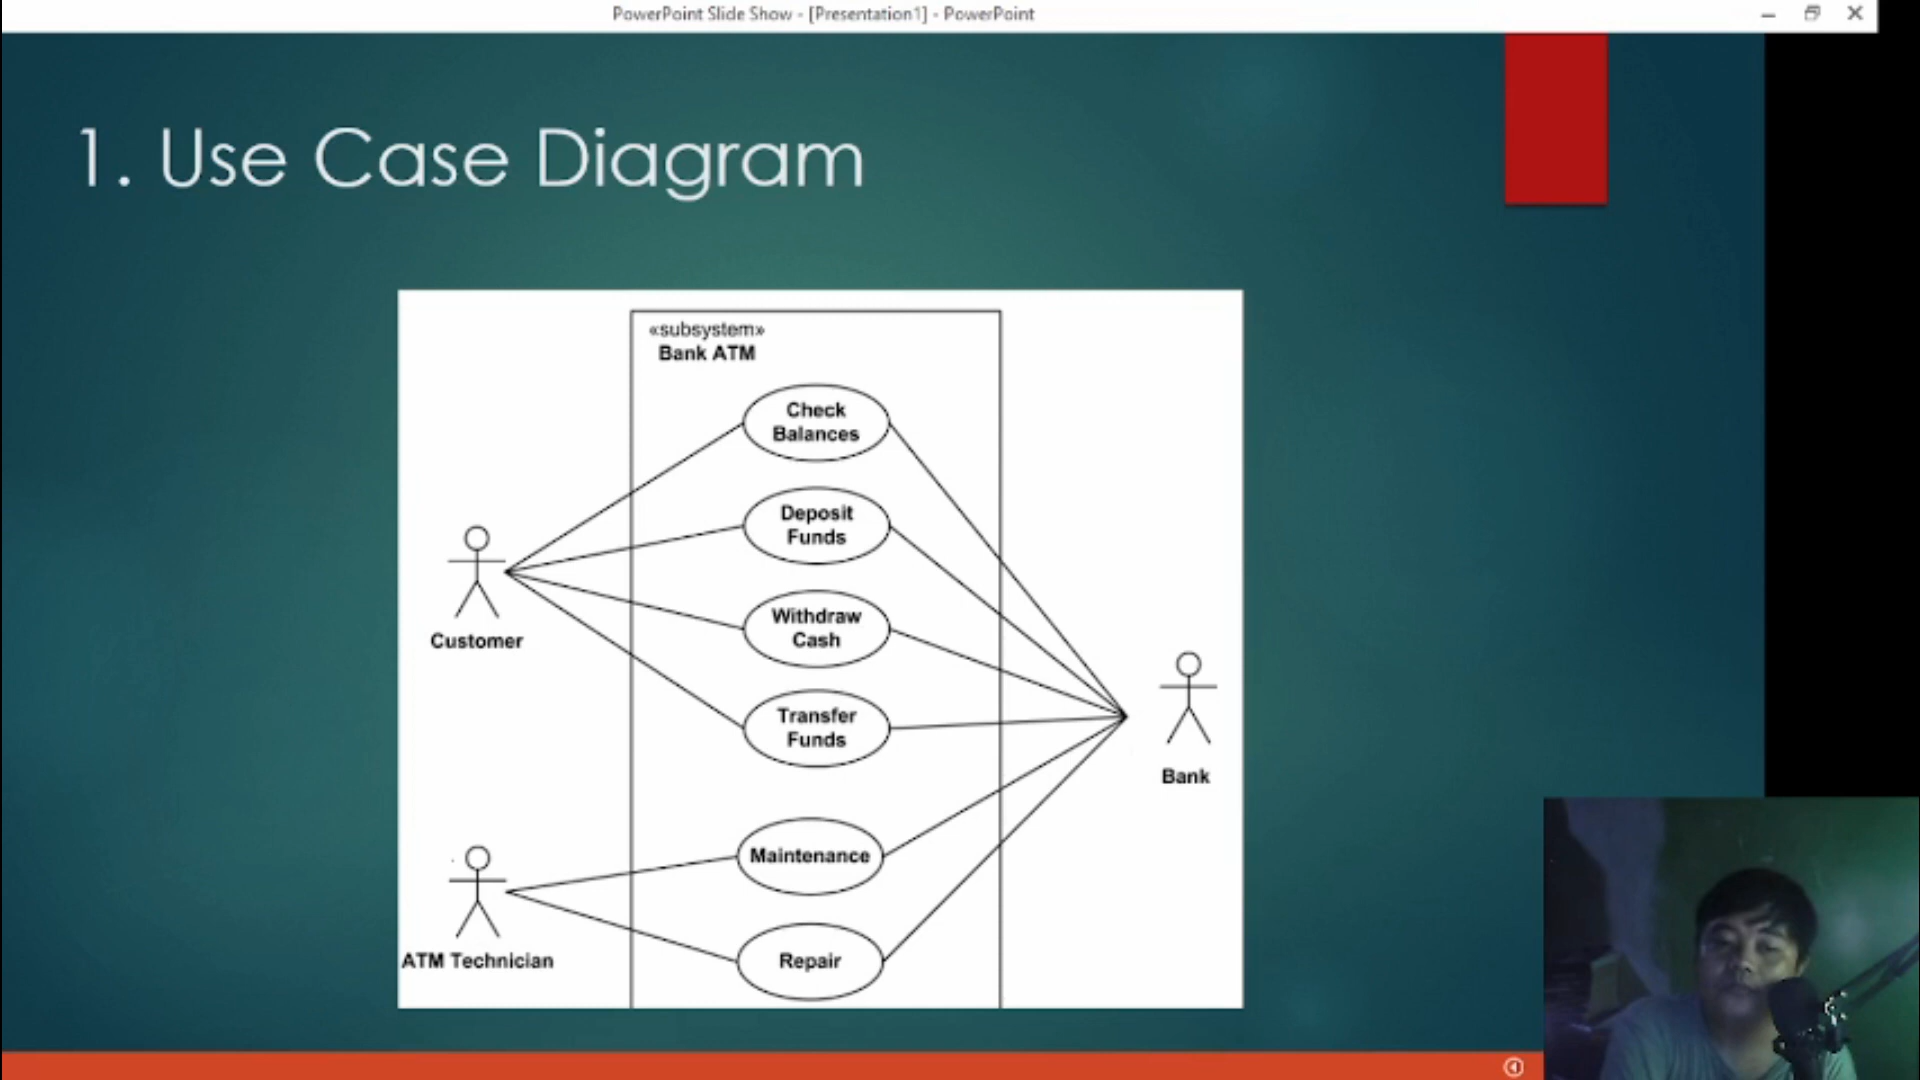 PowerPoint Slide Show - [Presentation1] - PowerPoint
1. Use Case Diagram
«subsystem»
Bank ATM
Check
Balances
Deposit
Funds
Withdraw
Cash
Customer
Transfer
Funds
Bank
Maintenance
ATM Technician
Repair